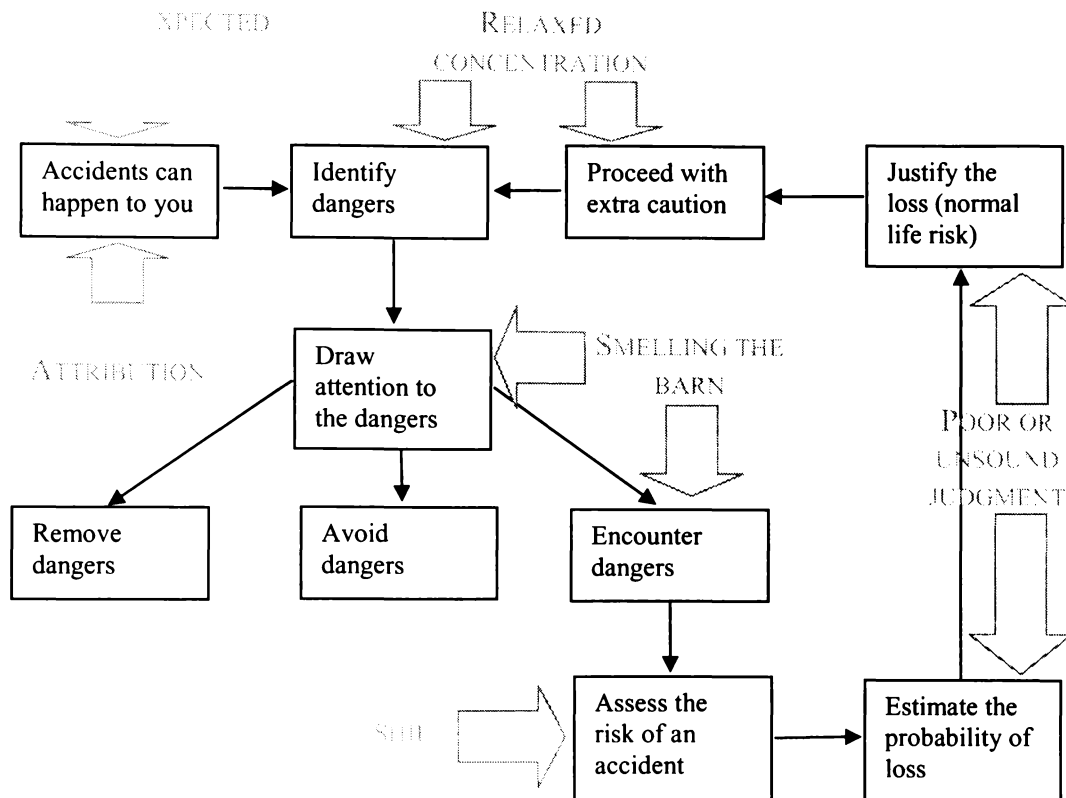 XPECTED
RELAXED
CONCENTRATION
Accidents can
happen to you
Identify
dangers
Proceed with
extra caution
Justify the
loss (normal
life risk)
ATTRIBUTION
Draw
attention to
the dangers
SMELLING THE
BARN
POOR OR
UNSOUND
JUDGMENT
Remove
dangers
Avoid
dangers
Encounter
dangers
Assess the
risk of an
accident
Estimate the
probability of
loss